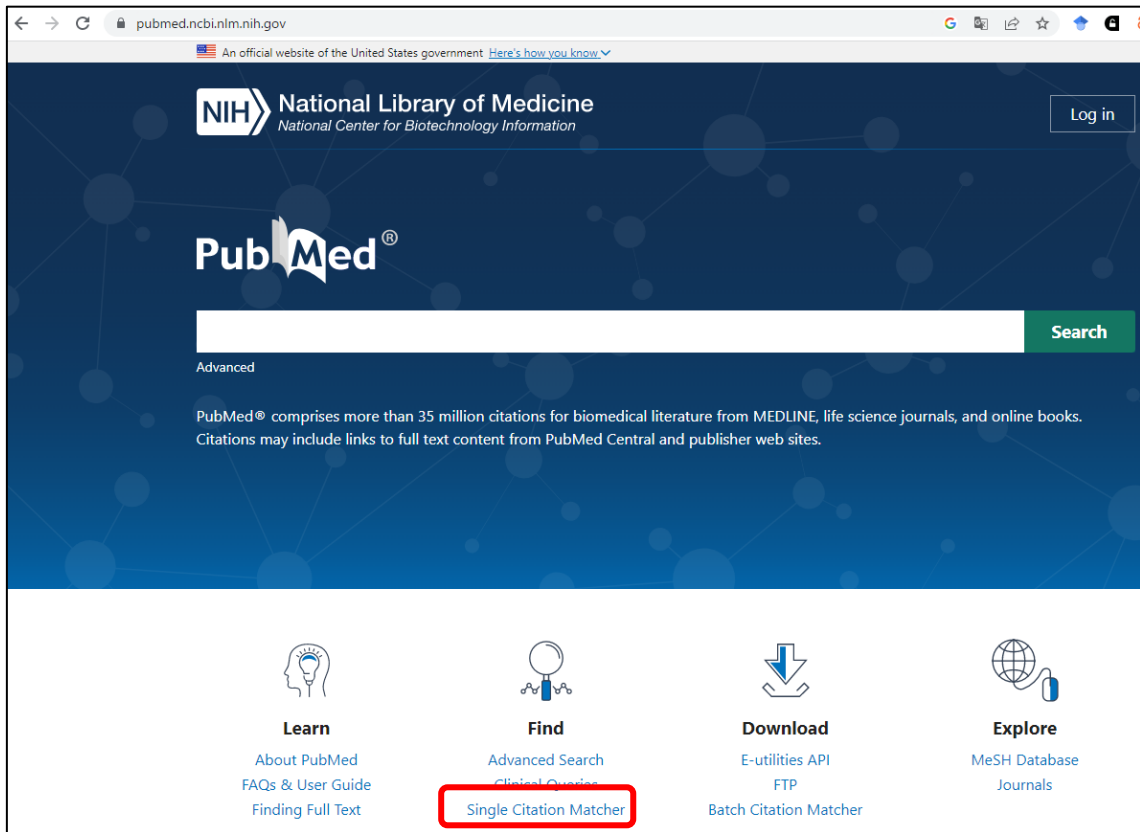 pubmed.ncbi.nlm.nih.gov
An official website of the United States government Here's how you know
NIH National Library of Medicine
National Center for Biotechnology Information
Log in
PubMed®
Search
Advanced
PubMed® comprises more than 35 million citations for biomedical literature from MEDLINE, life science journals, and online books.
Citations may include links to full text content from PubMed Central and publisher web sites.
Learn
About PubMed
FAQs & User Guide
Finding Full Text
Find
Advanced Search
Clinical Queries
Single Citation Matcher
Download
E-utilities API
FTP
Batch Citation Matcher
Explore
MeSH Database
Journals